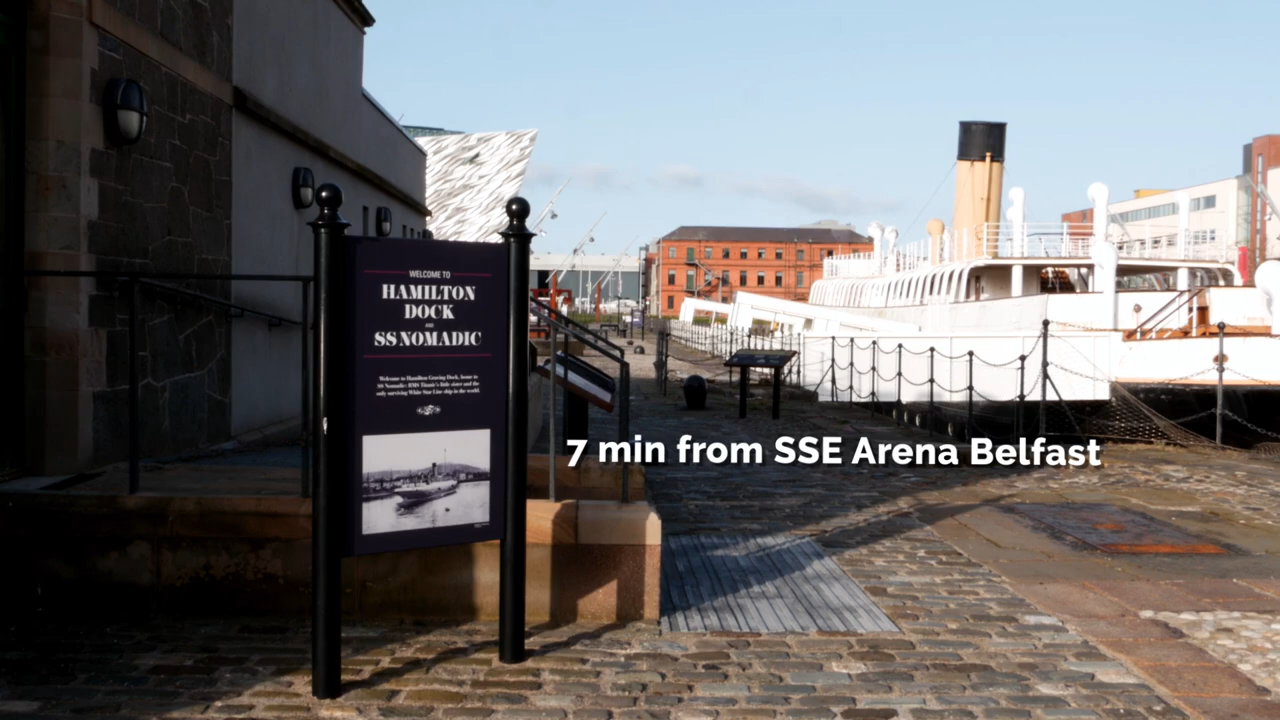 WELCOME TO
HAMILTON
DOCK
AND
SS NOMADIC
Welcome to Hamilton Graving Dock, home to
SS Nomadic: RMS Titanic's little sister and the
only surviving White Star Line ship in the world.
7 min from SSE Arena Belfast